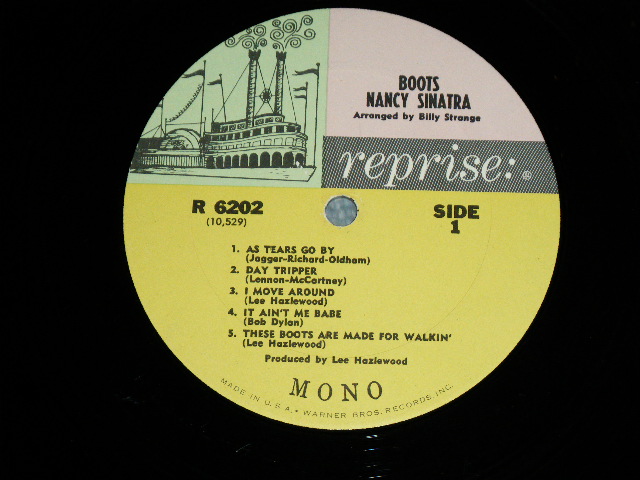 BOOTS
NANCY SINATRA
Arranged by Billy Strange
reprise:®
R 6202
(10,529)
SIDE
1
1. AS TEARS GO BY
(Jagger-Richard-Oldham)
2. DAY TRIPPER
(Lennon-McCartney)
3. I MOVE AROUND
(Lee Hazlewood)
4. IT AIN'T ME BABE
(Bob Dylan)
5. THESE BOOTS ARE MADE FOR WALKIN'
(Lee Hazlewood)
Produced by Lee Hazlewood
MONO
MADE IN U.S.A. • WARNER BROS. RECORDS INC.